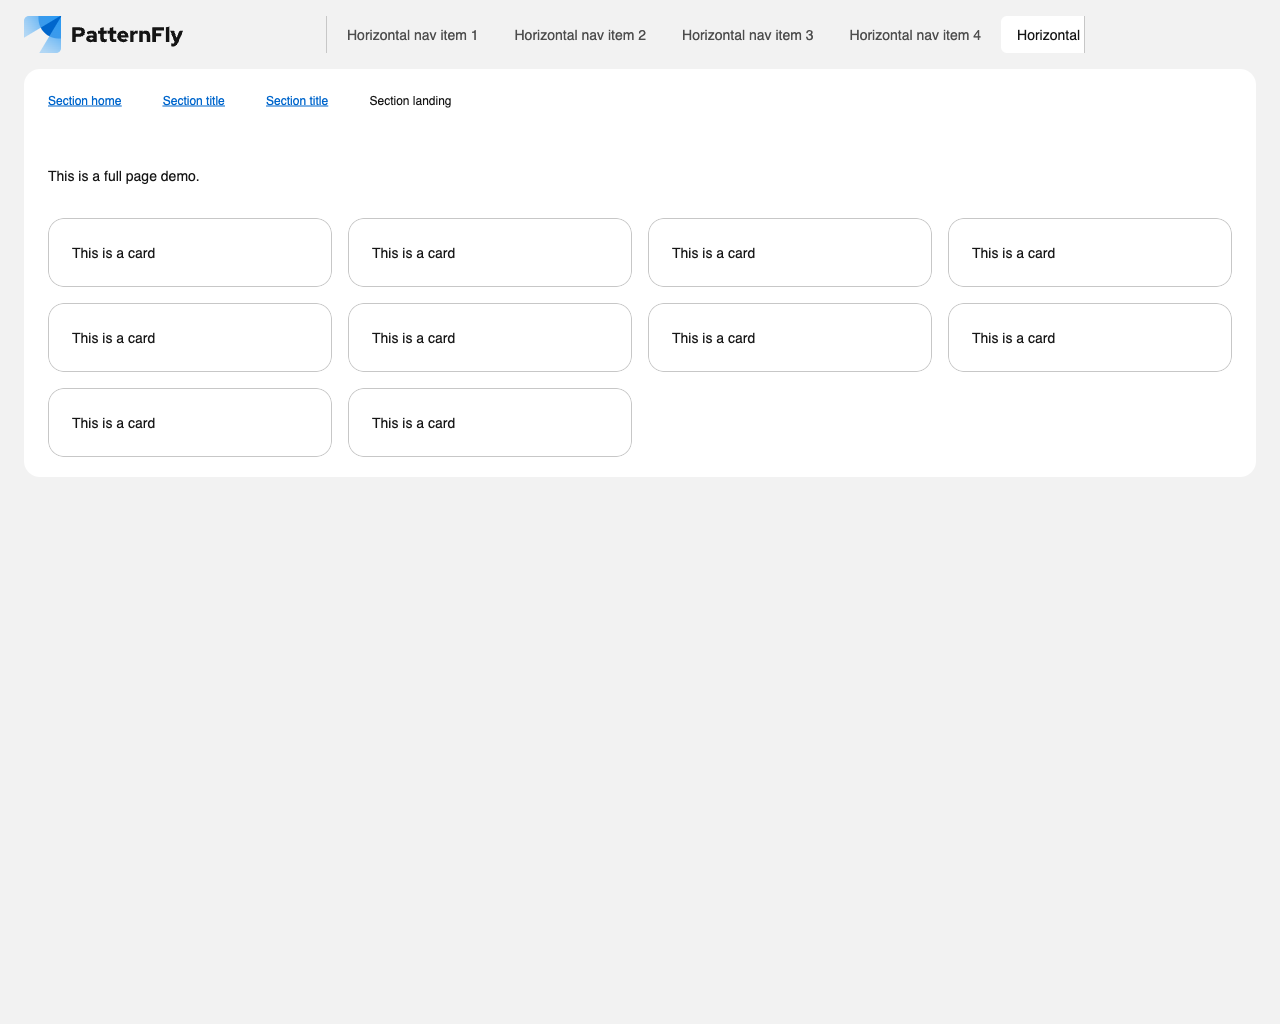 PatternFly
Horizontal nav item 1 Horizontal nav item 2 Horizontal nav item 3 Horizontal nav item 4 Horizontal
Section home Section title Section title Section landing
This is a full page demo.
This is a card This is a card This is a card This is a card
This is a card This is a card This is a card This is a card
This is a card This is a card